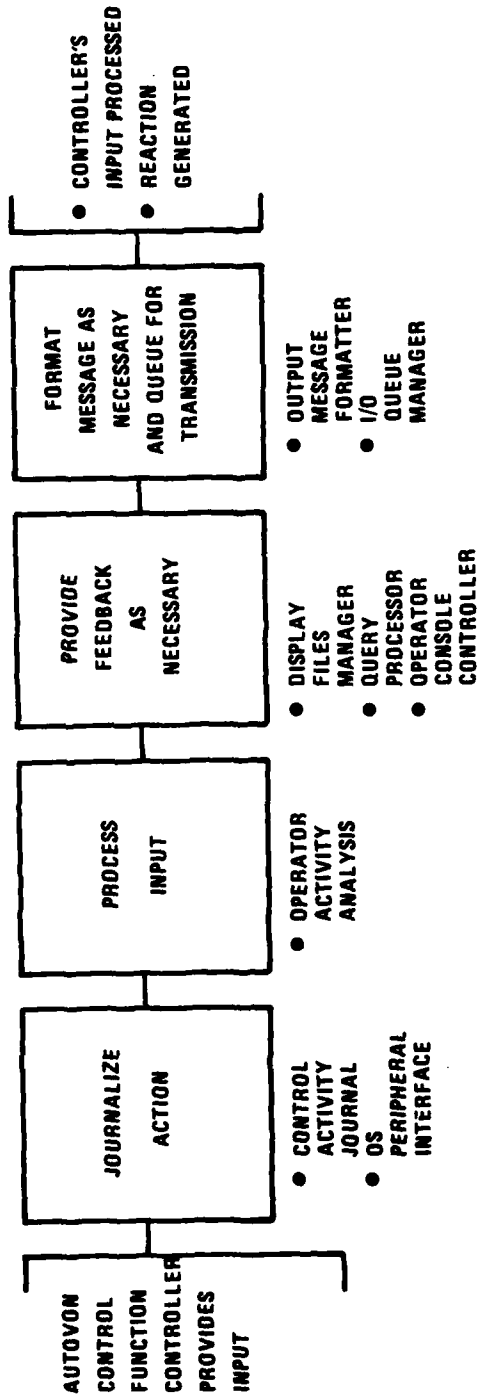 AUTOVON
CONTROL
FUNCTION
CONTROLLER
PROVIDES
INPUT
JOURNALIZE
ACTION
● CONTROL
ACTIVITY
JOURNAL
● OS
PERIPHERAL
INTERFACE
PROCESS
INPUT
● OPERATOR
ACTIVITY
ANALYSIS
PROVIDE
FEEDBACK
AS
NECESSARY
● DISPLAY
FILES
MANAGER
● QUERY
PROCESSOR
● OPERATOR
CONSOLE
CONTROLLER
FORMAT
MESSAGE AS
NECESSARY
AND QUEUE FOR
TRANSMISSION
● OUTPUT
MESSAGE
FORMATTER
● I/O
QUEUE
MANAGER
● CONTROLLER'S
INPUT PROCESSED
● REACTION
GENERATED